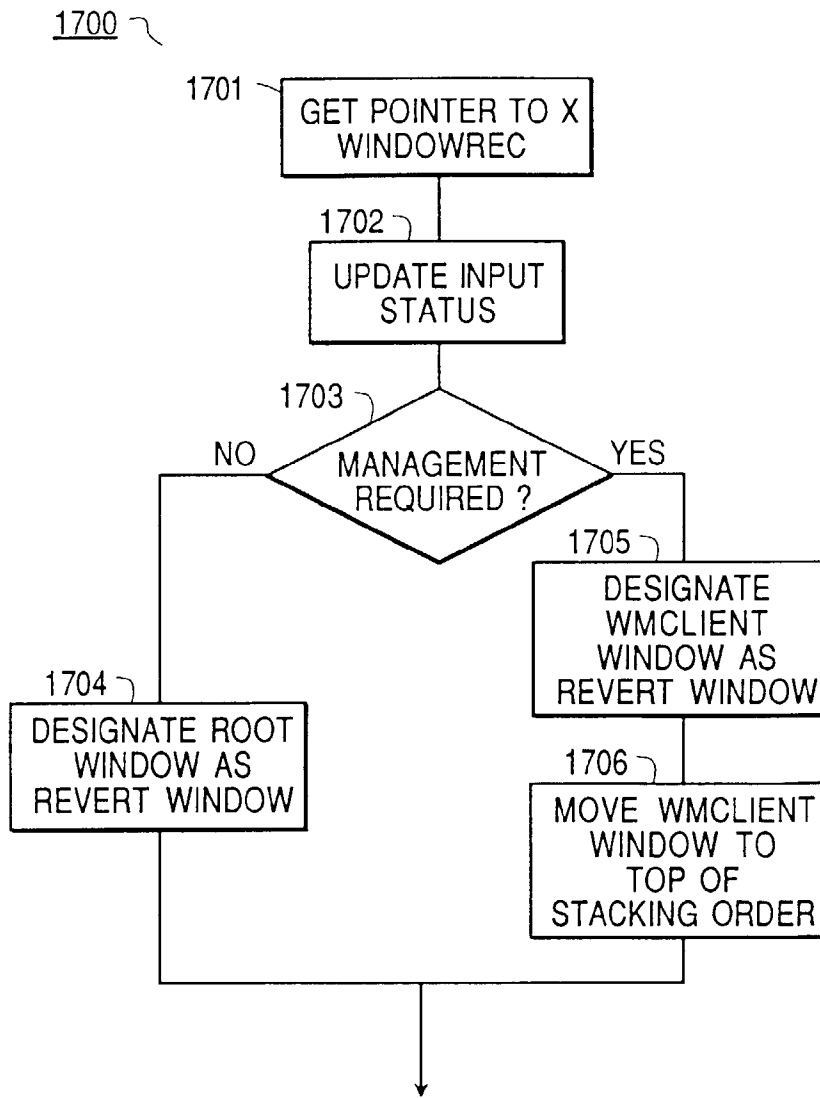 1700
1701
GET POINTER TO X
WINDOWREC
1702
UPDATE INPUT
STATUS
1703
NO
MANAGEMENT
REQUIRED ?
YES
1705
DESIGNATE
WMCLIENT
WINDOW AS
REVERT WINDOW
1704
DESIGNATE ROOT
WINDOW AS
REVERT WINDOW
1706
MOVE WMCLIENT
WINDOW TO
TOP OF
STACKING ORDER